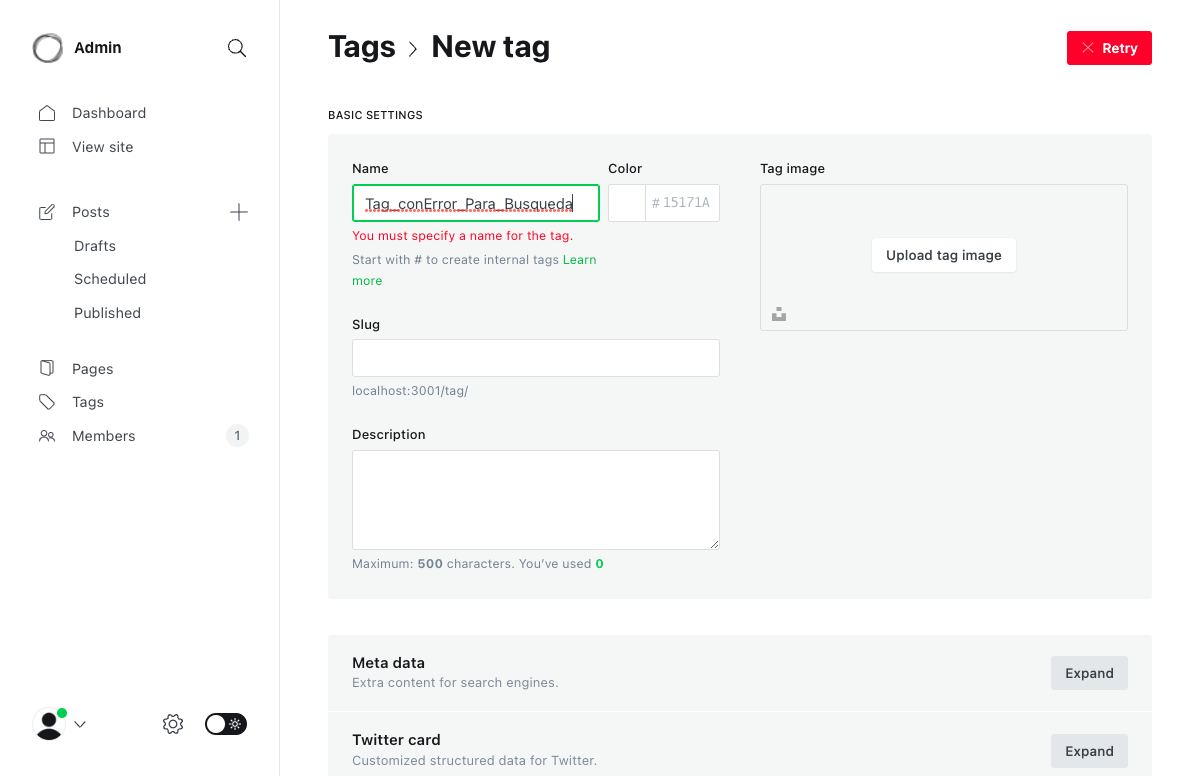 Admin
Dashboard
View site
Posts
Drafts
Scheduled
Published
Pages
Tags
Members
1
Tags
New tag
Retry
BASIC SETTINGS
Name
Tag_conError_Para_Busqueda
You must specify a name for the tag.
Start with # to create internal tags Learn
more
Color
# 15171A
Slug
localhost:3001/tag/
Description
Maximum: 500 characters. You’ve used 0
Tag image
Upload tag image
Meta data
Extra content for search engines.
Expand
Twitter card
Customized structured data for Twitter.
Expand